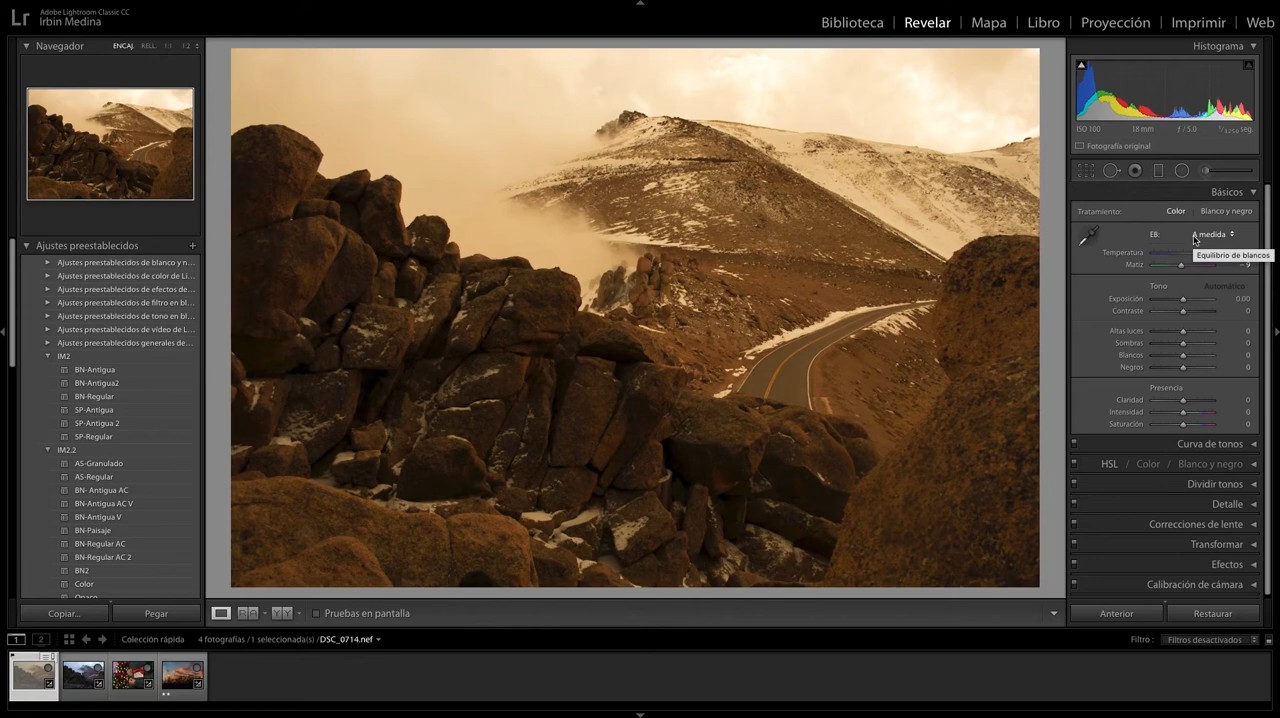 Lr
Adobe Lightroom Classic CC
Irbin Medina
Biblioteca | Revelar | Mapa | Libro | Proyección | Imprimir | Web
Navegador
ENCAJ. RELL. 1:1 1:2
Ajustes preestablecidos +
Ajustes preestablecidos de blanco y n...
Ajustes preestablecidos de color de Li...
Ajustes preestablecidos de efectos de...
Ajustes preestablecidos de filtro en bl...
Ajustes preestablecidos de tono en bl...
Ajustes preestablecidos de vídeo de L...
Ajustes preestablecidos generales de...
IM2
BN-Antigua
BN-Antigua2
BN-Regular
SP-Antigua
SP-Antigua 2
SP-Regular
IM2.2
AS-Granulado
AS-Regular
BN- Antigua AC
BN-Antigua AC V
BN-Antigua V
BN-Paisaje
BN-Regular AC
BN-Regular AC 2
BN2
Color
Opaco
Copiar...
Pegar
Pruebas en pantalla
Histograma
ISO 100 18 mm f / 5.0 1/1250 seg.
Fotografía original
Básicos
Tratamiento: Color Blanco y negro
EB: A medida
Equilibrio de blancos
Temperatura
Matiz - 9
Tono Automático
Exposición 0.00
Contraste 0
Altas luces 0
Sombras 0
Blancos 0
Negros 0
Presencia
Claridad 0
Intensidad 0
Saturación 0
Curva de tonos
HSL / Color / Blanco y negro
Dividir tonos
Detalle
Correcciones de lente
Transformar
Efectos
Calibración de cámara
Anterior
Restaurar
1 2 Colección rápida 4 fotografías / 1 seleccionada(s) / DSC_0714.nef
Filtro : Filtros desactivados